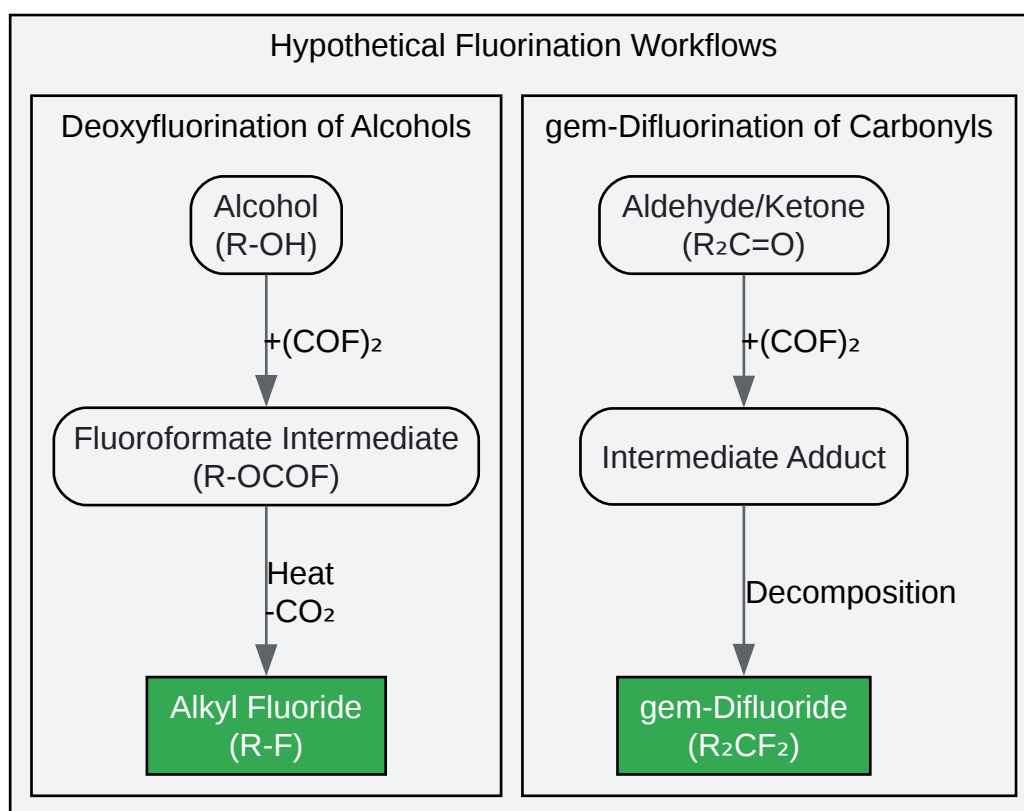 Hypothetical Fluorination Workflows
Deoxyfluorination of Alcohols
Alcohol
(R-OH)
+(COF)₂
Fluoroformate Intermediate
(R-OCOF)
Heat
-CO₂
Alkyl Fluoride
(R-F)
gem-Difluorination of Carbonyls
Aldehyde/Ketone
(R₂C=O)
+(COF)₂
Intermediate Adduct
Decomposition
gem-Difluoride
(R₂CF₂)